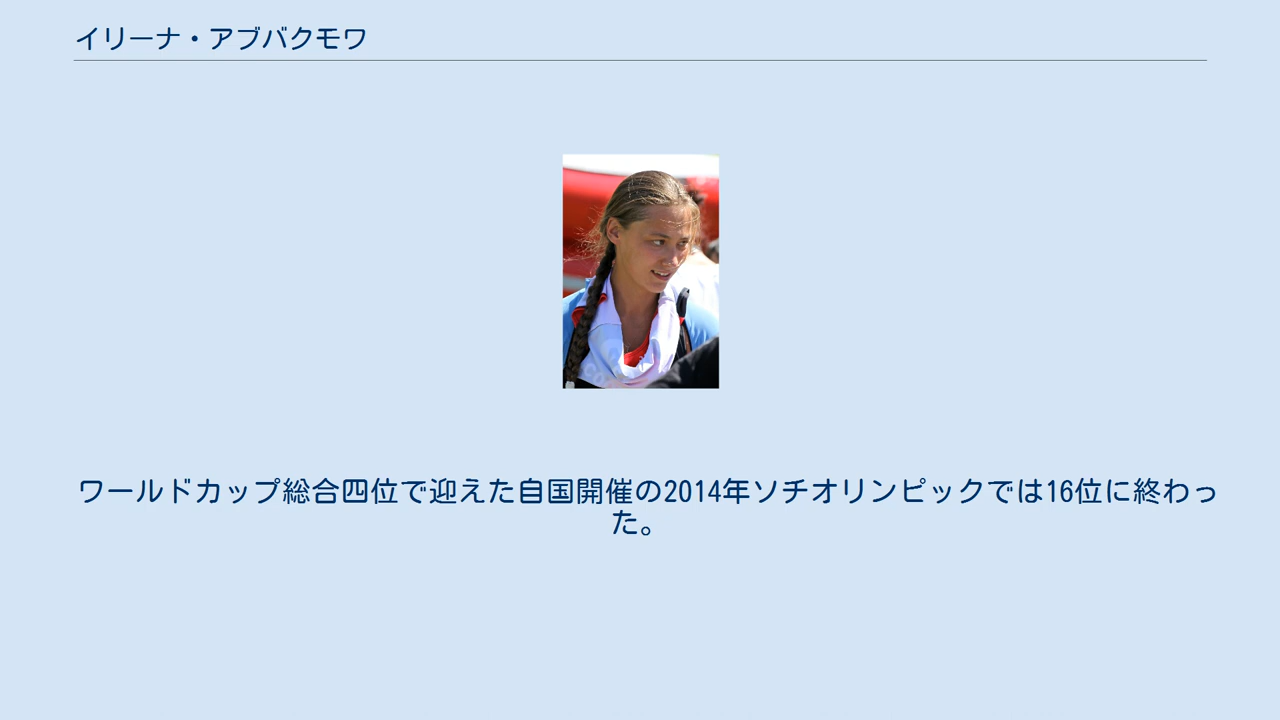 イリーナ・アブバクモワ
ワールドカップ総合四位で迎えた自国開催の2014年ソチオリンピックでは16位に終わっ
た。